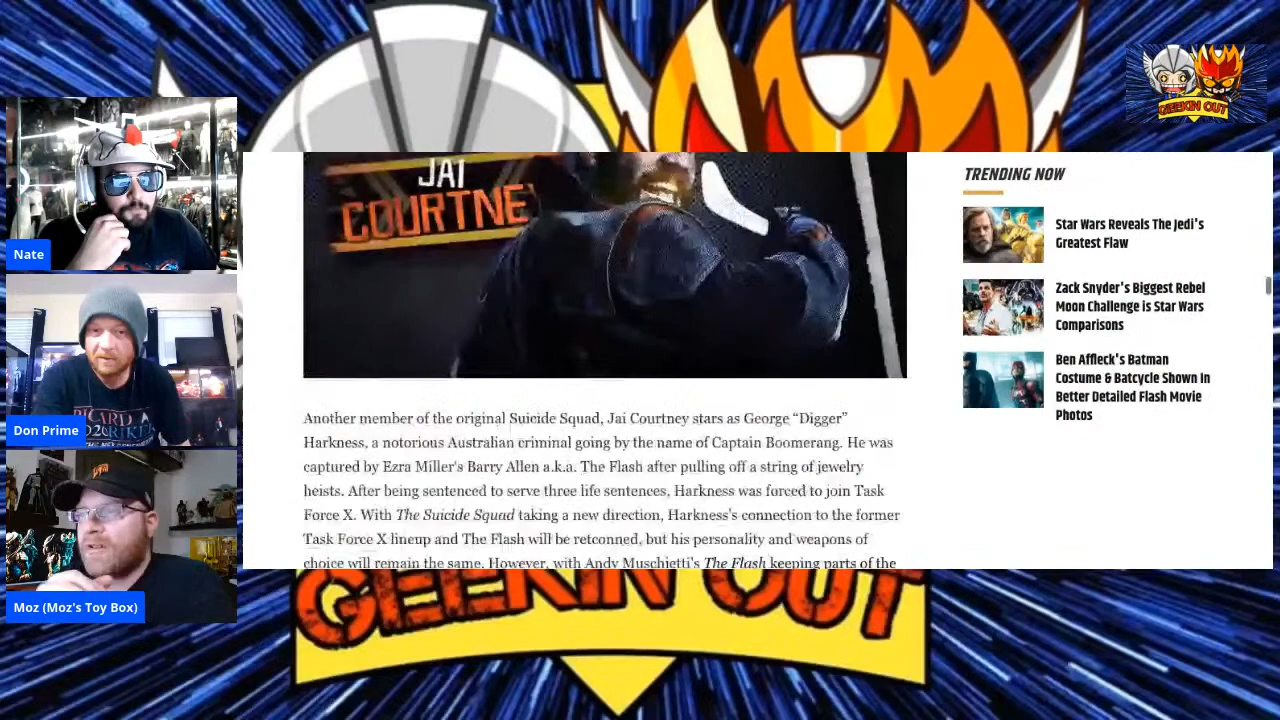 GEEKIN OUT
Nate
Don Prime
Moz (Moz's Toy Box)
JAI
COURTNE
Another member of the original Suicide Squad, Jai Courtney stars as George “Digger”
Harkness, a notorious Australian criminal going by the name of Captain Boomerang. He was
captured by Ezra Miller's Barry Allen a.k.a. The Flash after pulling off a string of jewelry
heists. After being sentenced to serve three life sentences, Harkness was forced to join Task
Force X. With The Suicide Squad taking a new direction, Harkness's connection to the former
Task Force X lineup and The Flash will be retconned, but his personality and weapons of
choice will remain the same. However, with Andy Muschietti's The Flash keeping parts of the
TRENDING NOW
Star Wars Reveals The Jedi's
Greatest Flaw
Zack Snyder's Biggest Rebel
Moon Challenge is Star Wars
Comparisons
Ben Affleck's Batman
Costume & Batcycle Shown In
Better Detailed Flash Movie
Photos
GEEKIN OUT